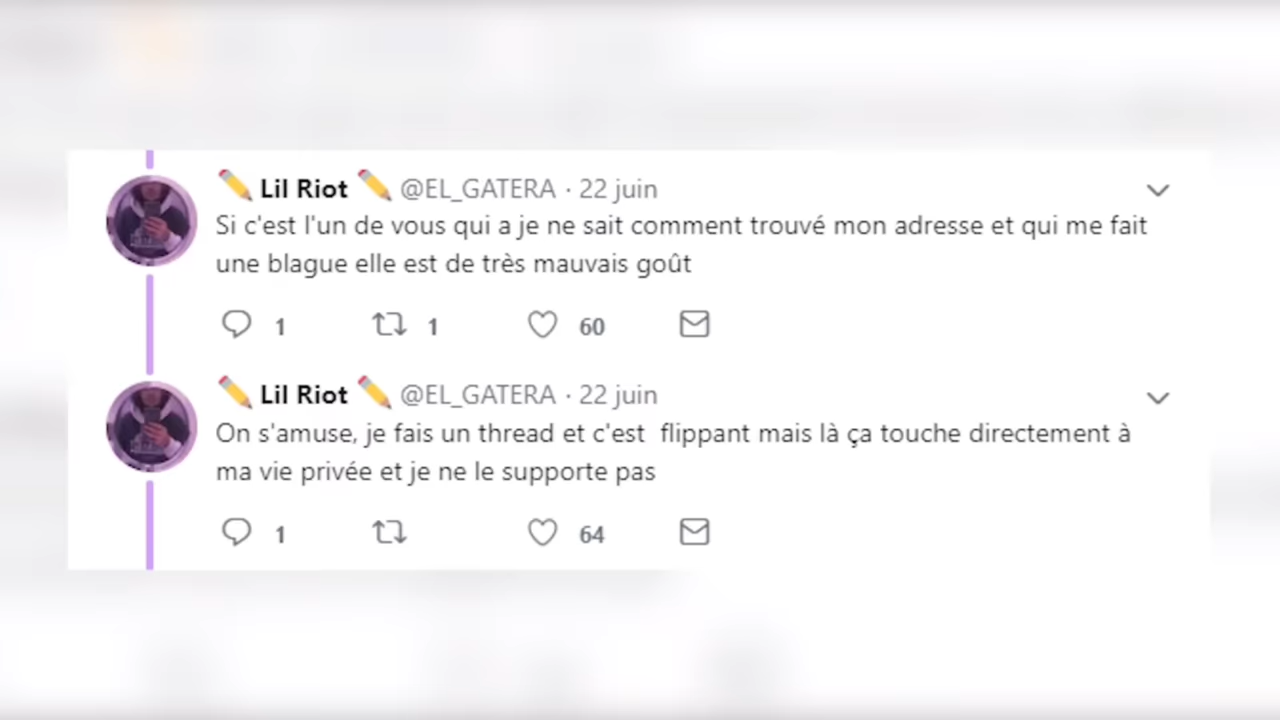 ✏️ Lil Riot ✏️ @EL_GATERA · 22 juin
Si c'est l'un de vous qui a je ne sait comment trouvé mon adresse et qui me fait
une blague elle est de très mauvais goût
1 1 60
✏️ Lil Riot ✏️ @EL_GATERA · 22 juin
On s'amuse, je fais un thread et c'est  flippant mais là ça touche directement à
ma vie privée et je ne le supporte pas
1 64